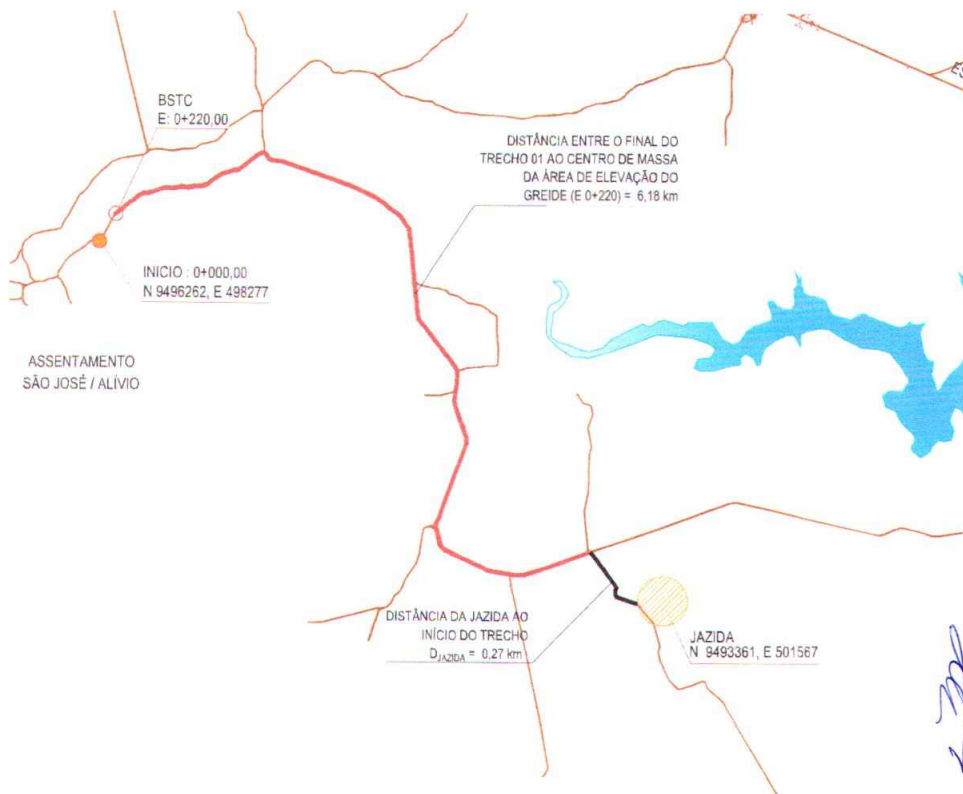 BSTC
E: 0+220,00
DISTÂNCIA ENTRE O FINAL DO
TRECHO 01 AO CENTRO DE MASSA
DA ÁREA DE ELEVAÇÃO DO
GREIDE (E 0+220) = 6,18 km
INICIO : 0+000,00
N 9496262, E 498277
ASSENTAMENTO
SÃO JOSÉ / ALÍVIO
DISTÂNCIA DA JAZIDA AO
INÍCIO DO TRECHO
DJAZIDA = 0,27 km
JAZIDA
N 9493361, E 501567